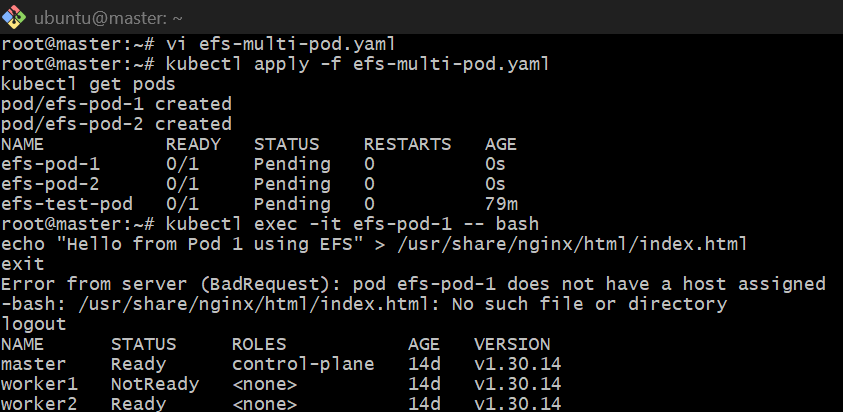 ubuntu@master: ~
root@master:~# vi efs-multi-pod.yaml
root@master:~# kubectl apply -f efs-multi-pod.yaml
kubectl get pods
pod/efs-pod-1 created
pod/efs-pod-2 created
NAME           READY   STATUS    RESTARTS   AGE
efs-pod-1      0/1     Pending   0          0s
efs-pod-2      0/1     Pending   0          0s
efs-test-pod   0/1     Pending   0          79m
root@master:~# kubectl exec -it efs-pod-1 -- bash
echo "Hello from Pod 1 using EFS" > /usr/share/nginx/html/index.html
exit
Error from server (BadRequest): pod efs-pod-1 does not have a host assigned
-bash: /usr/share/nginx/html/index.html: No such file or directory
logout
NAME      STATUS     ROLES           AGE   VERSION
master    Ready      control-plane   14d   v1.30.14
worker1   NotReady   <none>          14d   v1.30.14
worker2   Ready      <none>          14d   v1.30.14